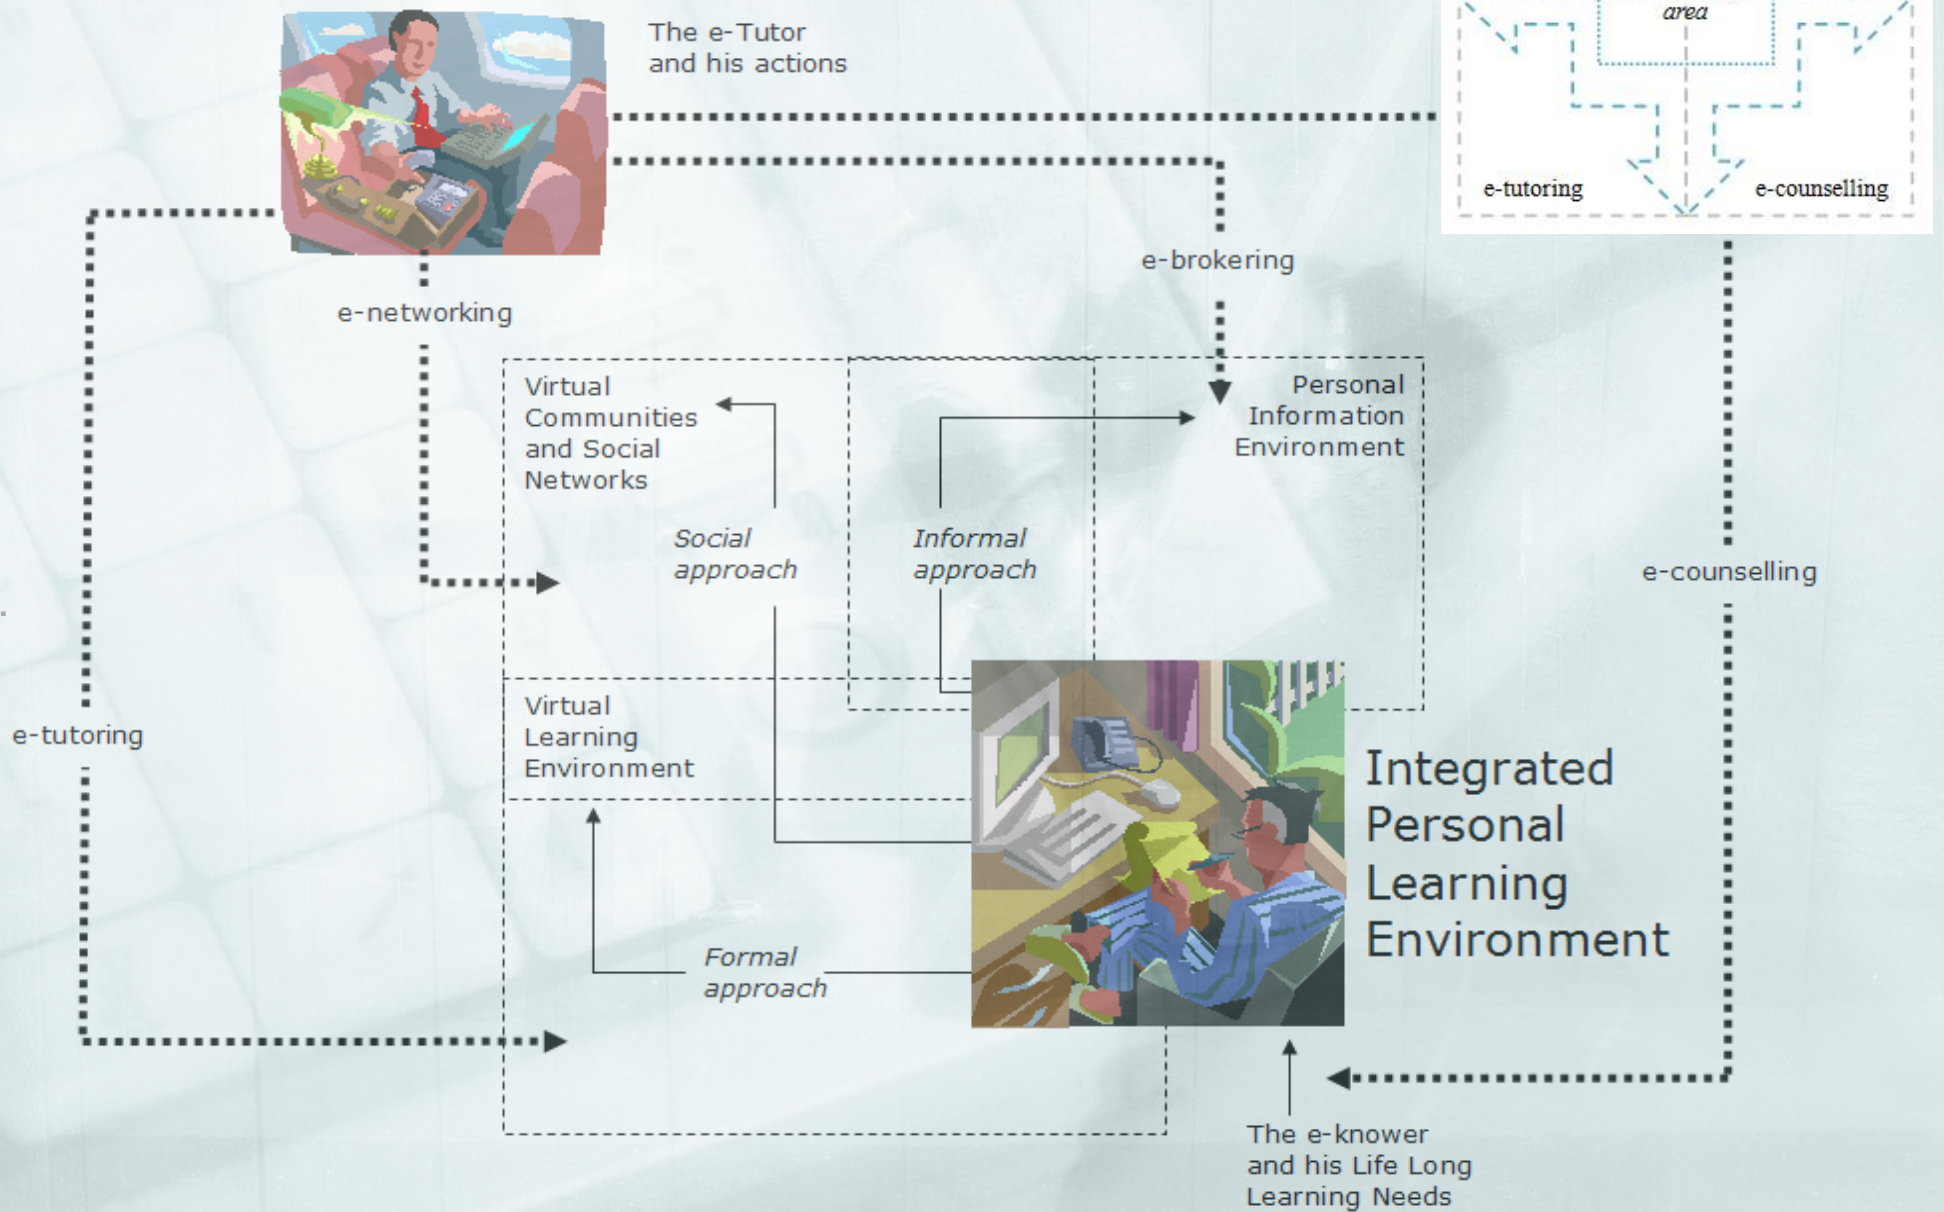 The e-Tutor
and his actions
area
e-tutoring
e-counselling
e-brokering
e-networking
Virtual
Communities
and Social
Networks
Personal
Information
Environment
Social
approach
Informal
approach
e-counselling
Virtual
Learning
Environment
e-tutoring
Integrated
Personal
Learning
Environment
Formal
approach
The e-knower
and his Life Long
Learning Needs